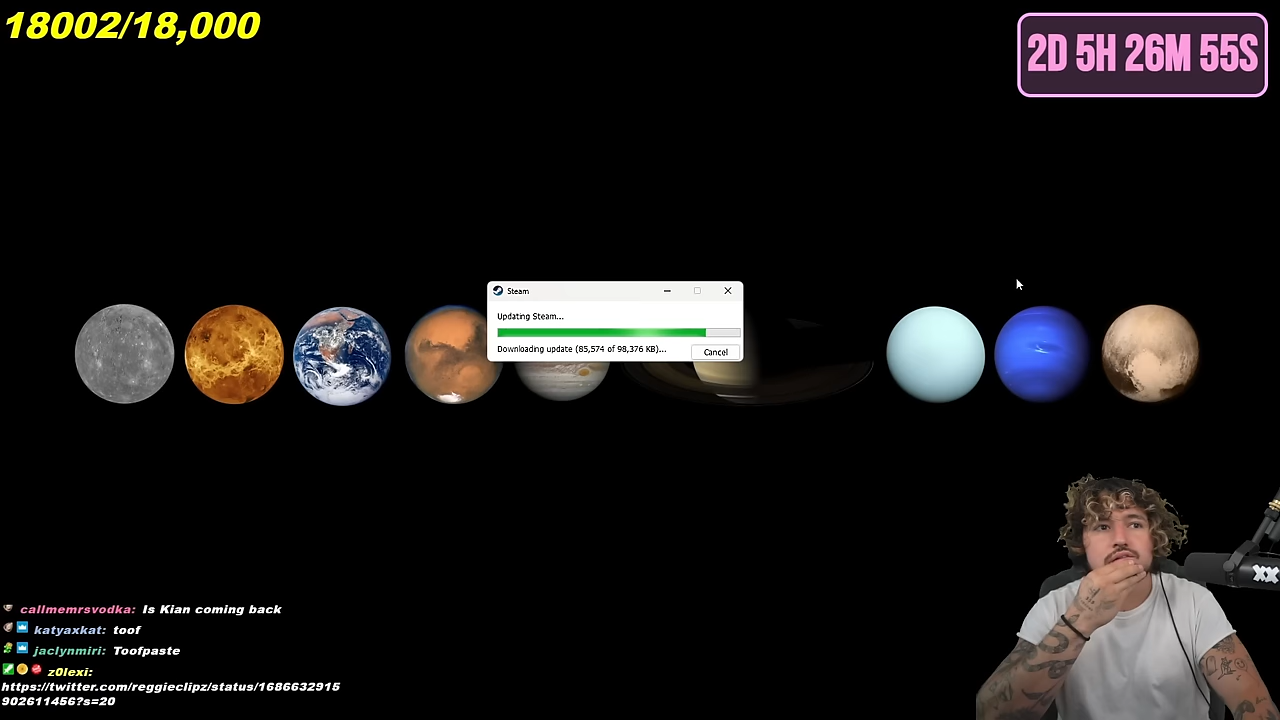 18002/18,000
2D 5H 26M 55S
Steam
Updating Steam...
Downloading update (85,574 of 98,376 KB)...
Cancel
callmemrsvodka: Is Kian coming back
katyaxkat: toof
jaclynmiri: Toofpaste
z0lexi:
https://twitter.com/reggieclipz/status/1686632915
902611456?s=20
XX